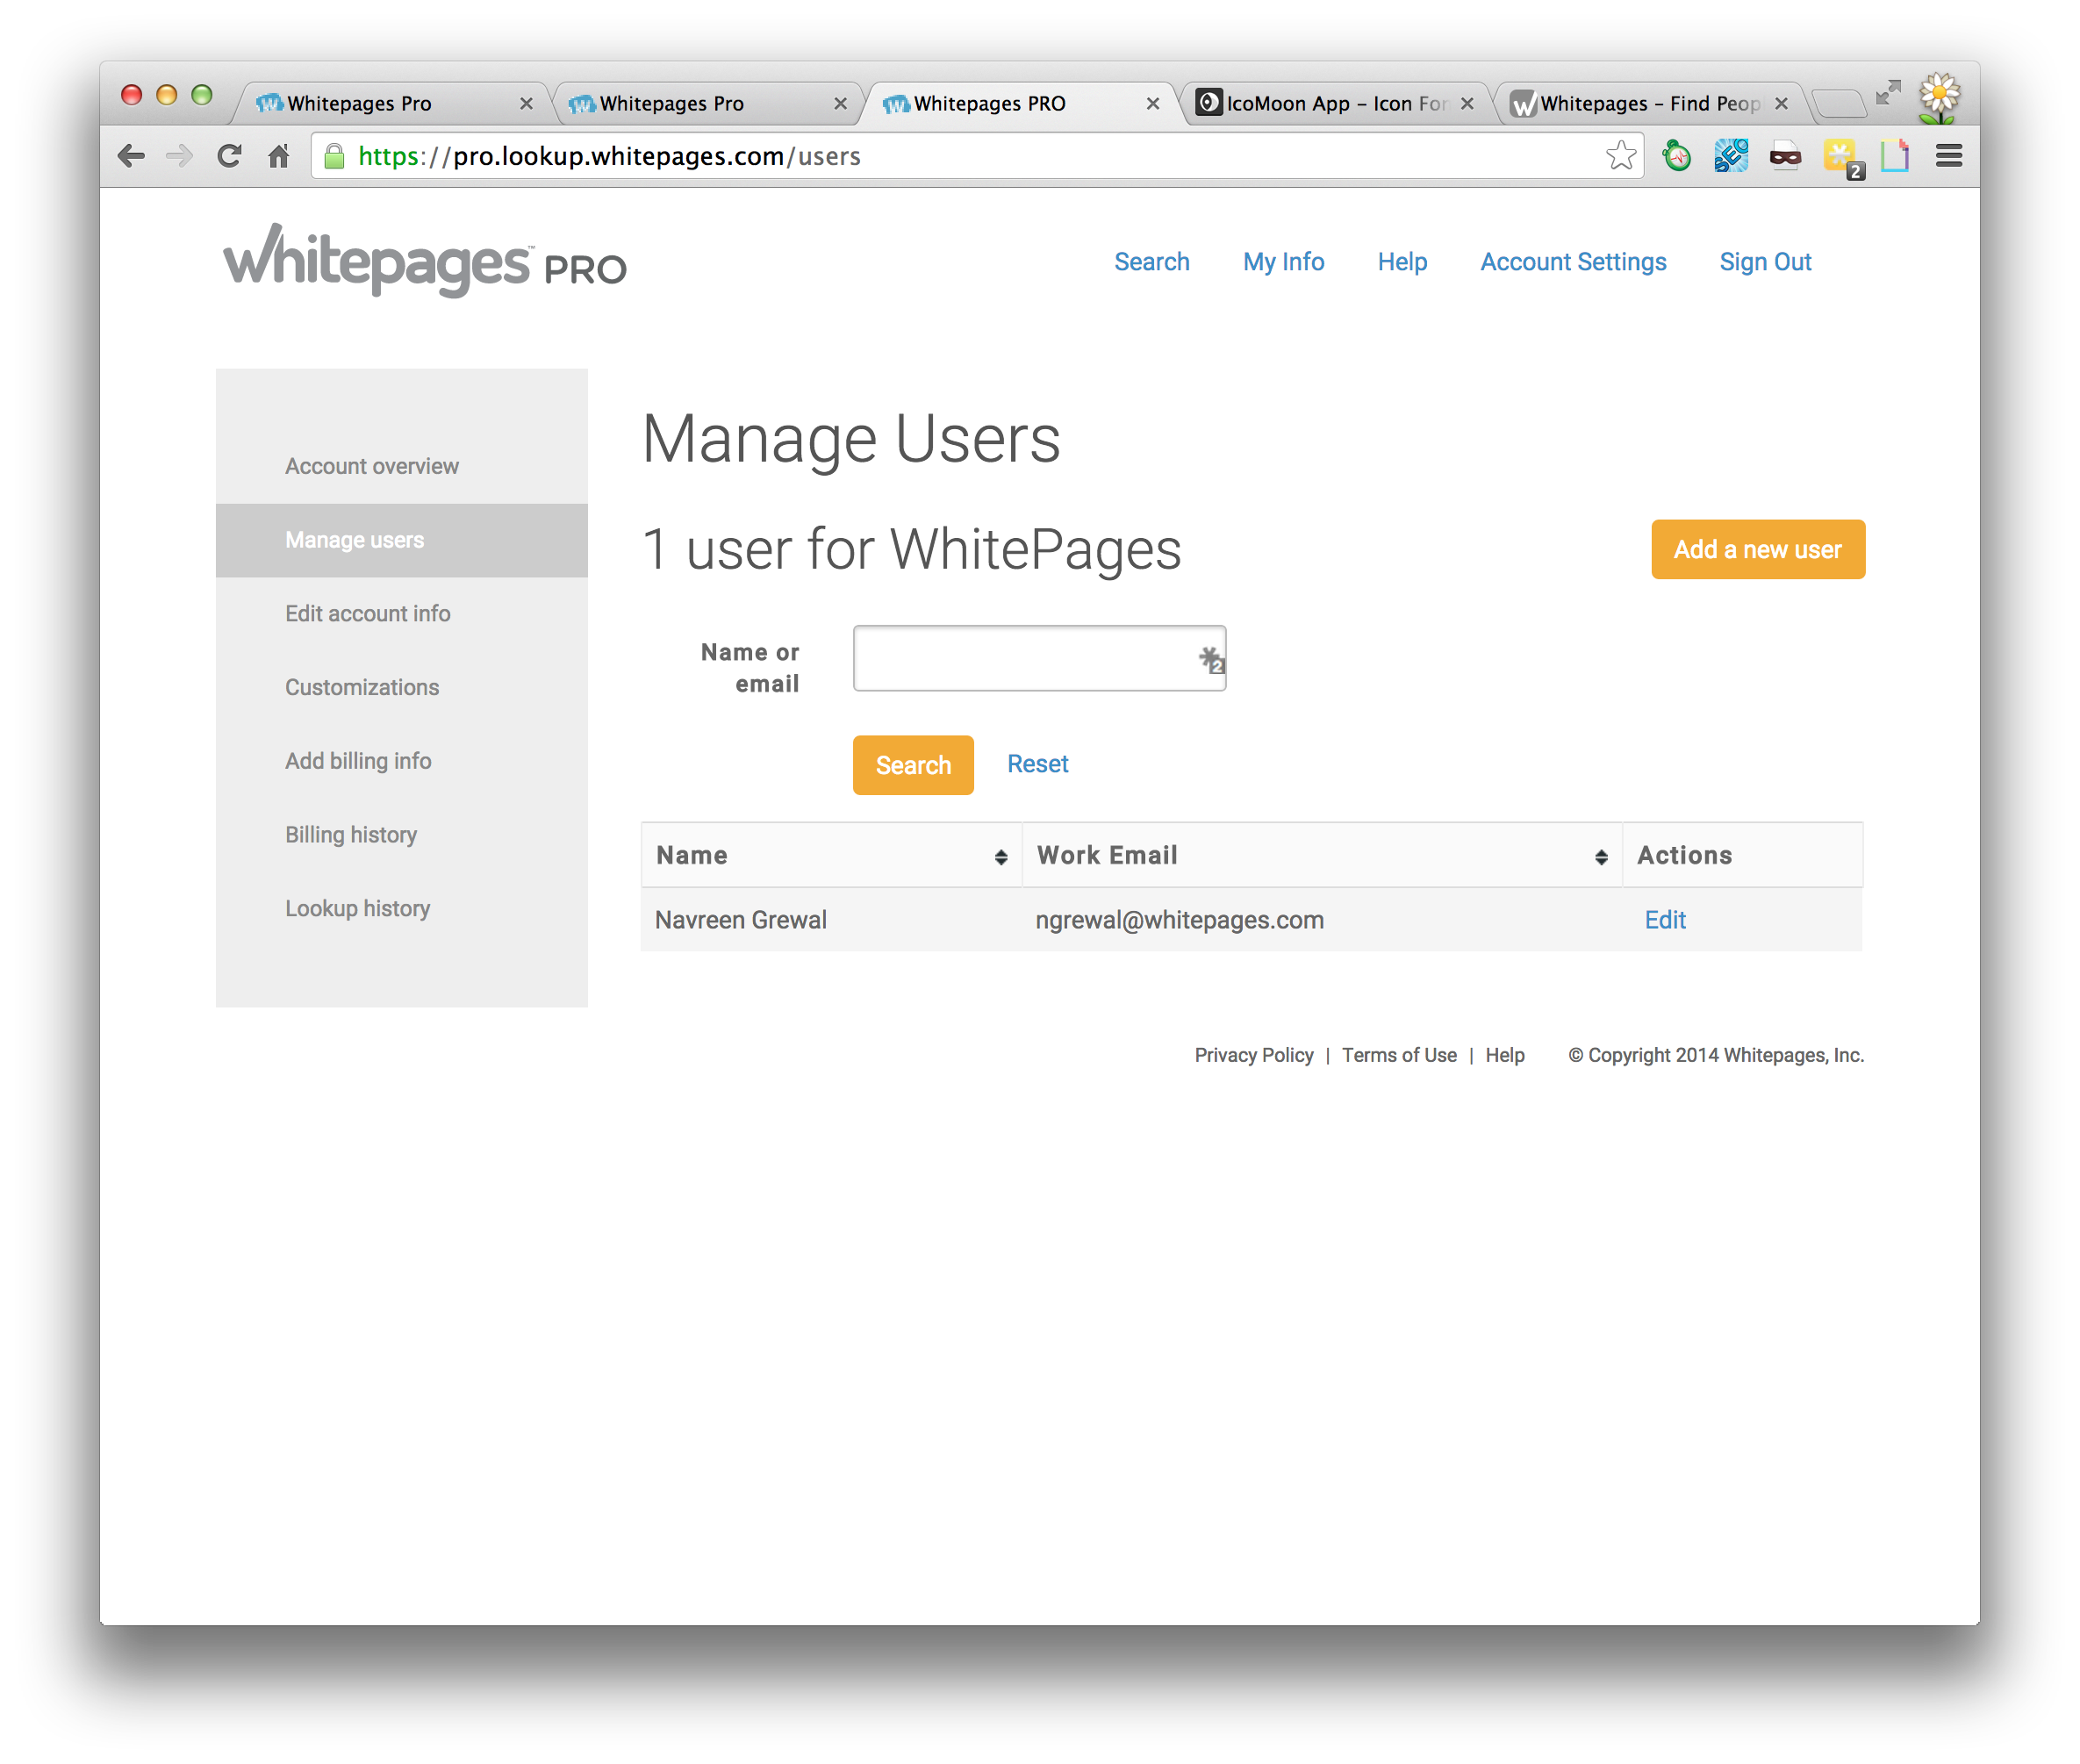 Whitepages Pro
Whitepages Pro
Whitepages PRO
IcoMoon App – Icon For
Whitepages – Find Peop
https://pro.lookup.whitepages.com/users
SEO
2
whitepages™ PRO
Search
My Info
Help
Account Settings
Sign Out
Account overview
Manage users
Edit account info
Customizations
Add billing info
Billing history
Lookup history
Manage Users
1 user for WhitePages
Add a new user
Name or
email
2
Search
Reset
Name
Work Email
Actions
Navreen Grewal
ngrewal@whitepages.com
Edit
Privacy Policy | Terms of Use | Help
© Copyright 2014 Whitepages, Inc.